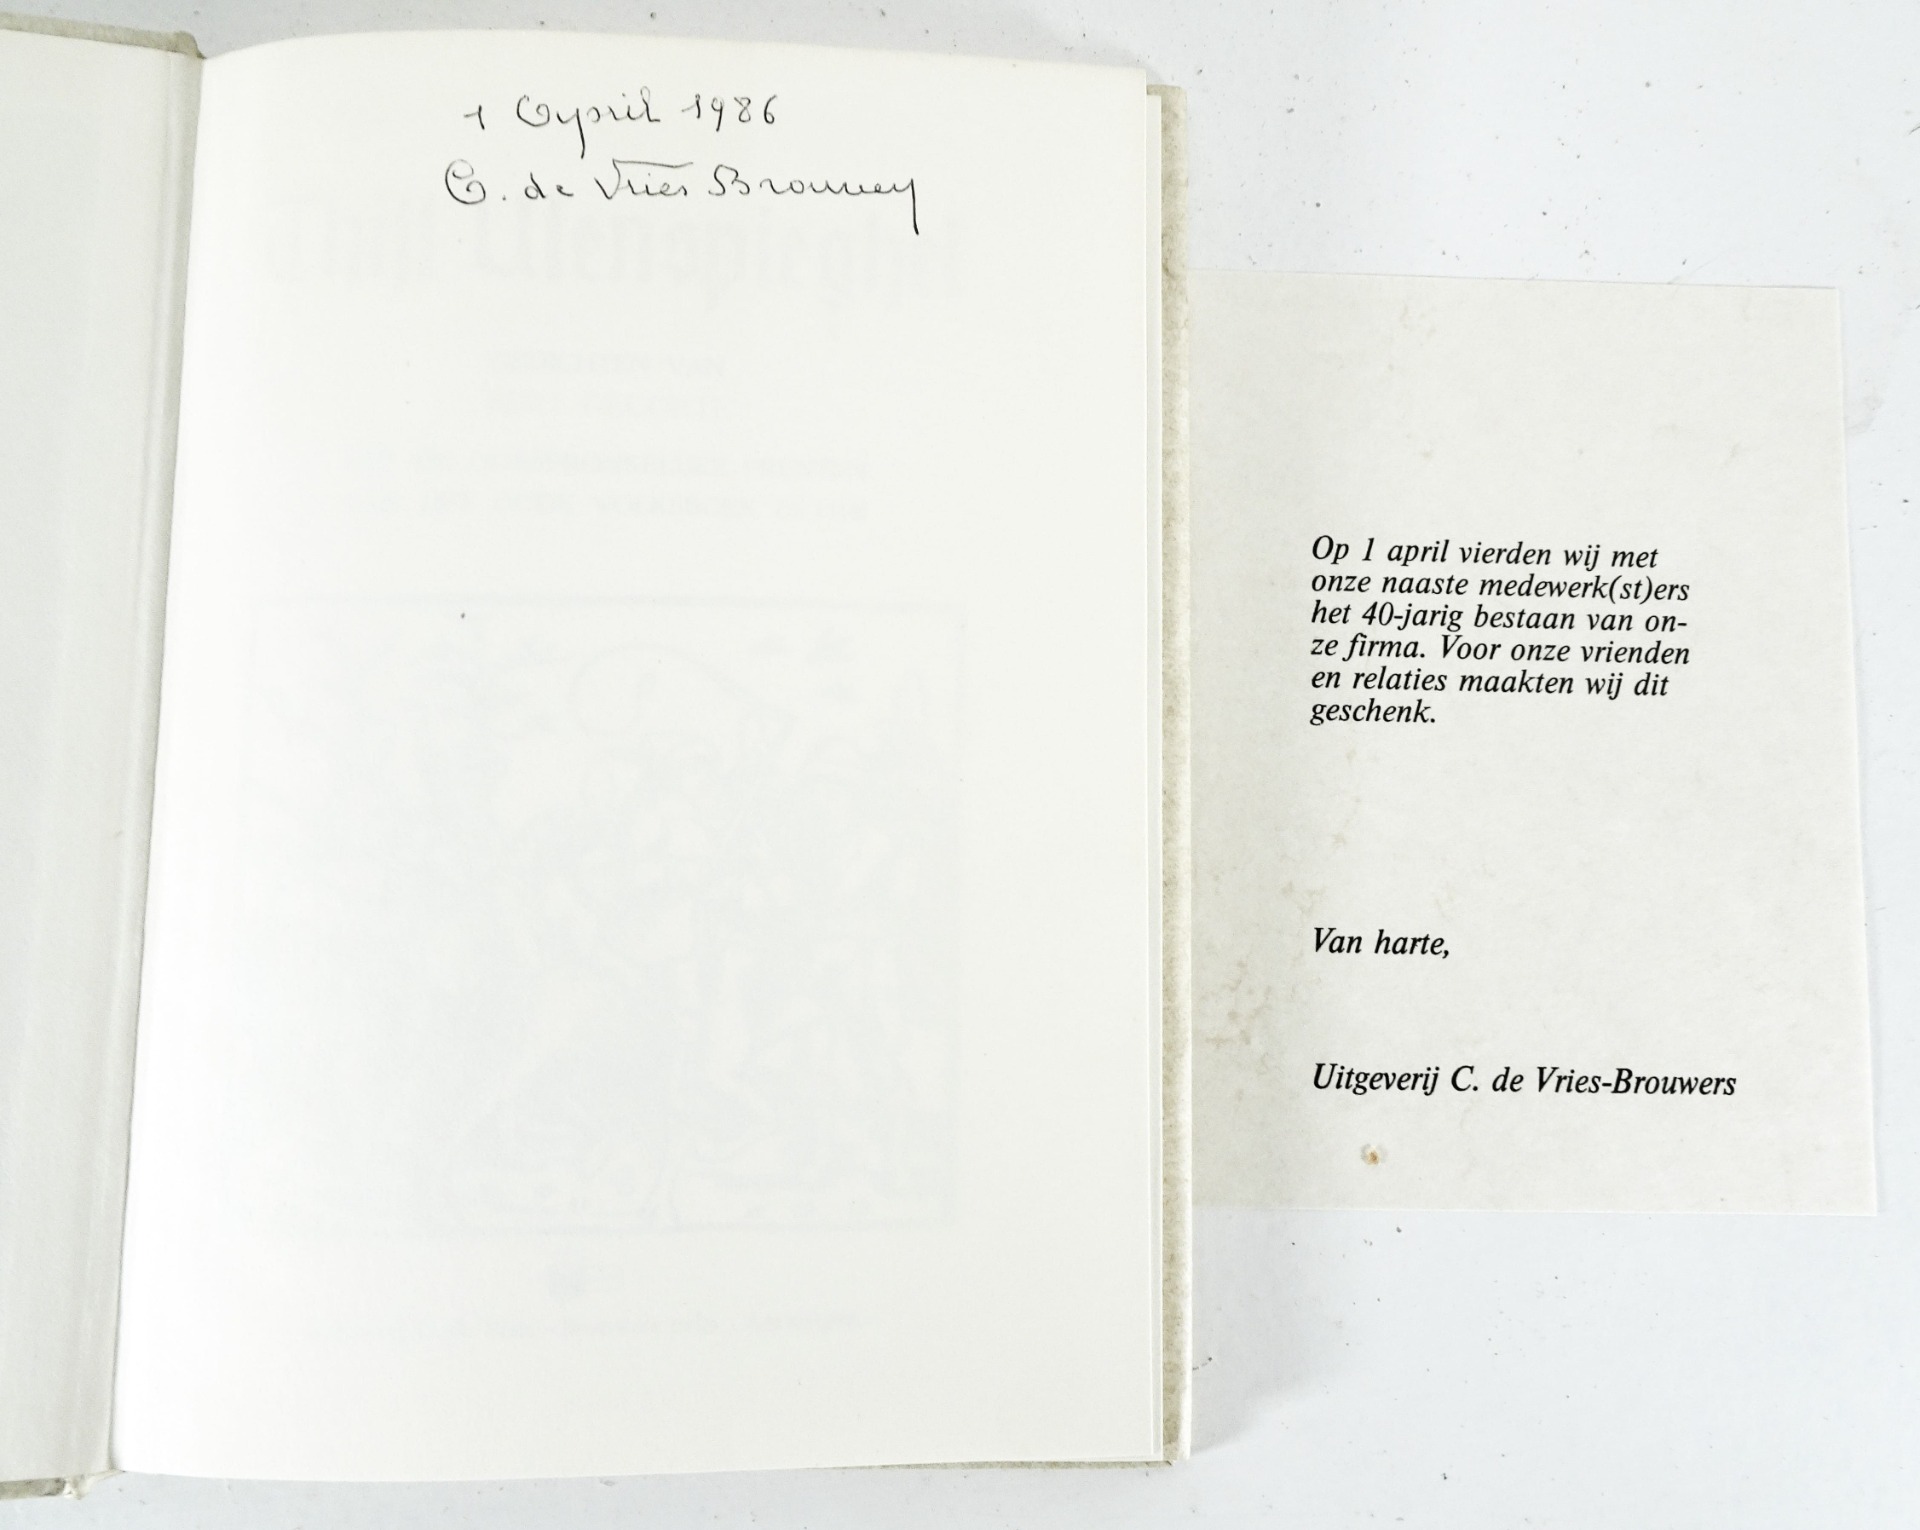 1 April 1986
C. de Vries Brouwers
Op 1 april vierden wij met
onze naaste medewerk(st)ers
het 40-jarig bestaan van on-
ze firma. Voor onze vrienden
en relaties maakten wij dit
geschenk.
Van harte,
Uitgeverij C. de Vries-Brouwers